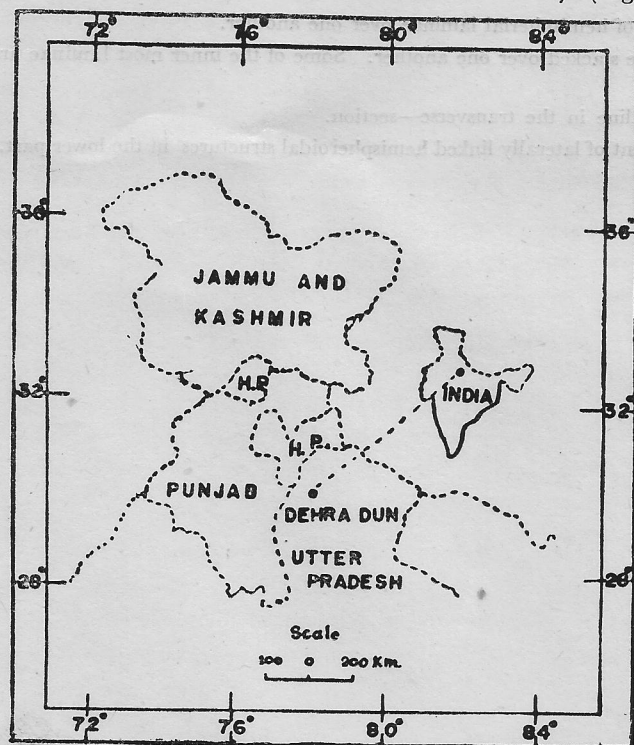 72° 76° 80° 84°
36° 36°
JAMMU AND
KASHMIR
H.P.
32° 32°
INDIA
H.P.
PUNJAB
DEHRA DUN
UTTER
PRADESH
28° 28°
Scale
100 0 200 Km.
72° 76° 80° 84°